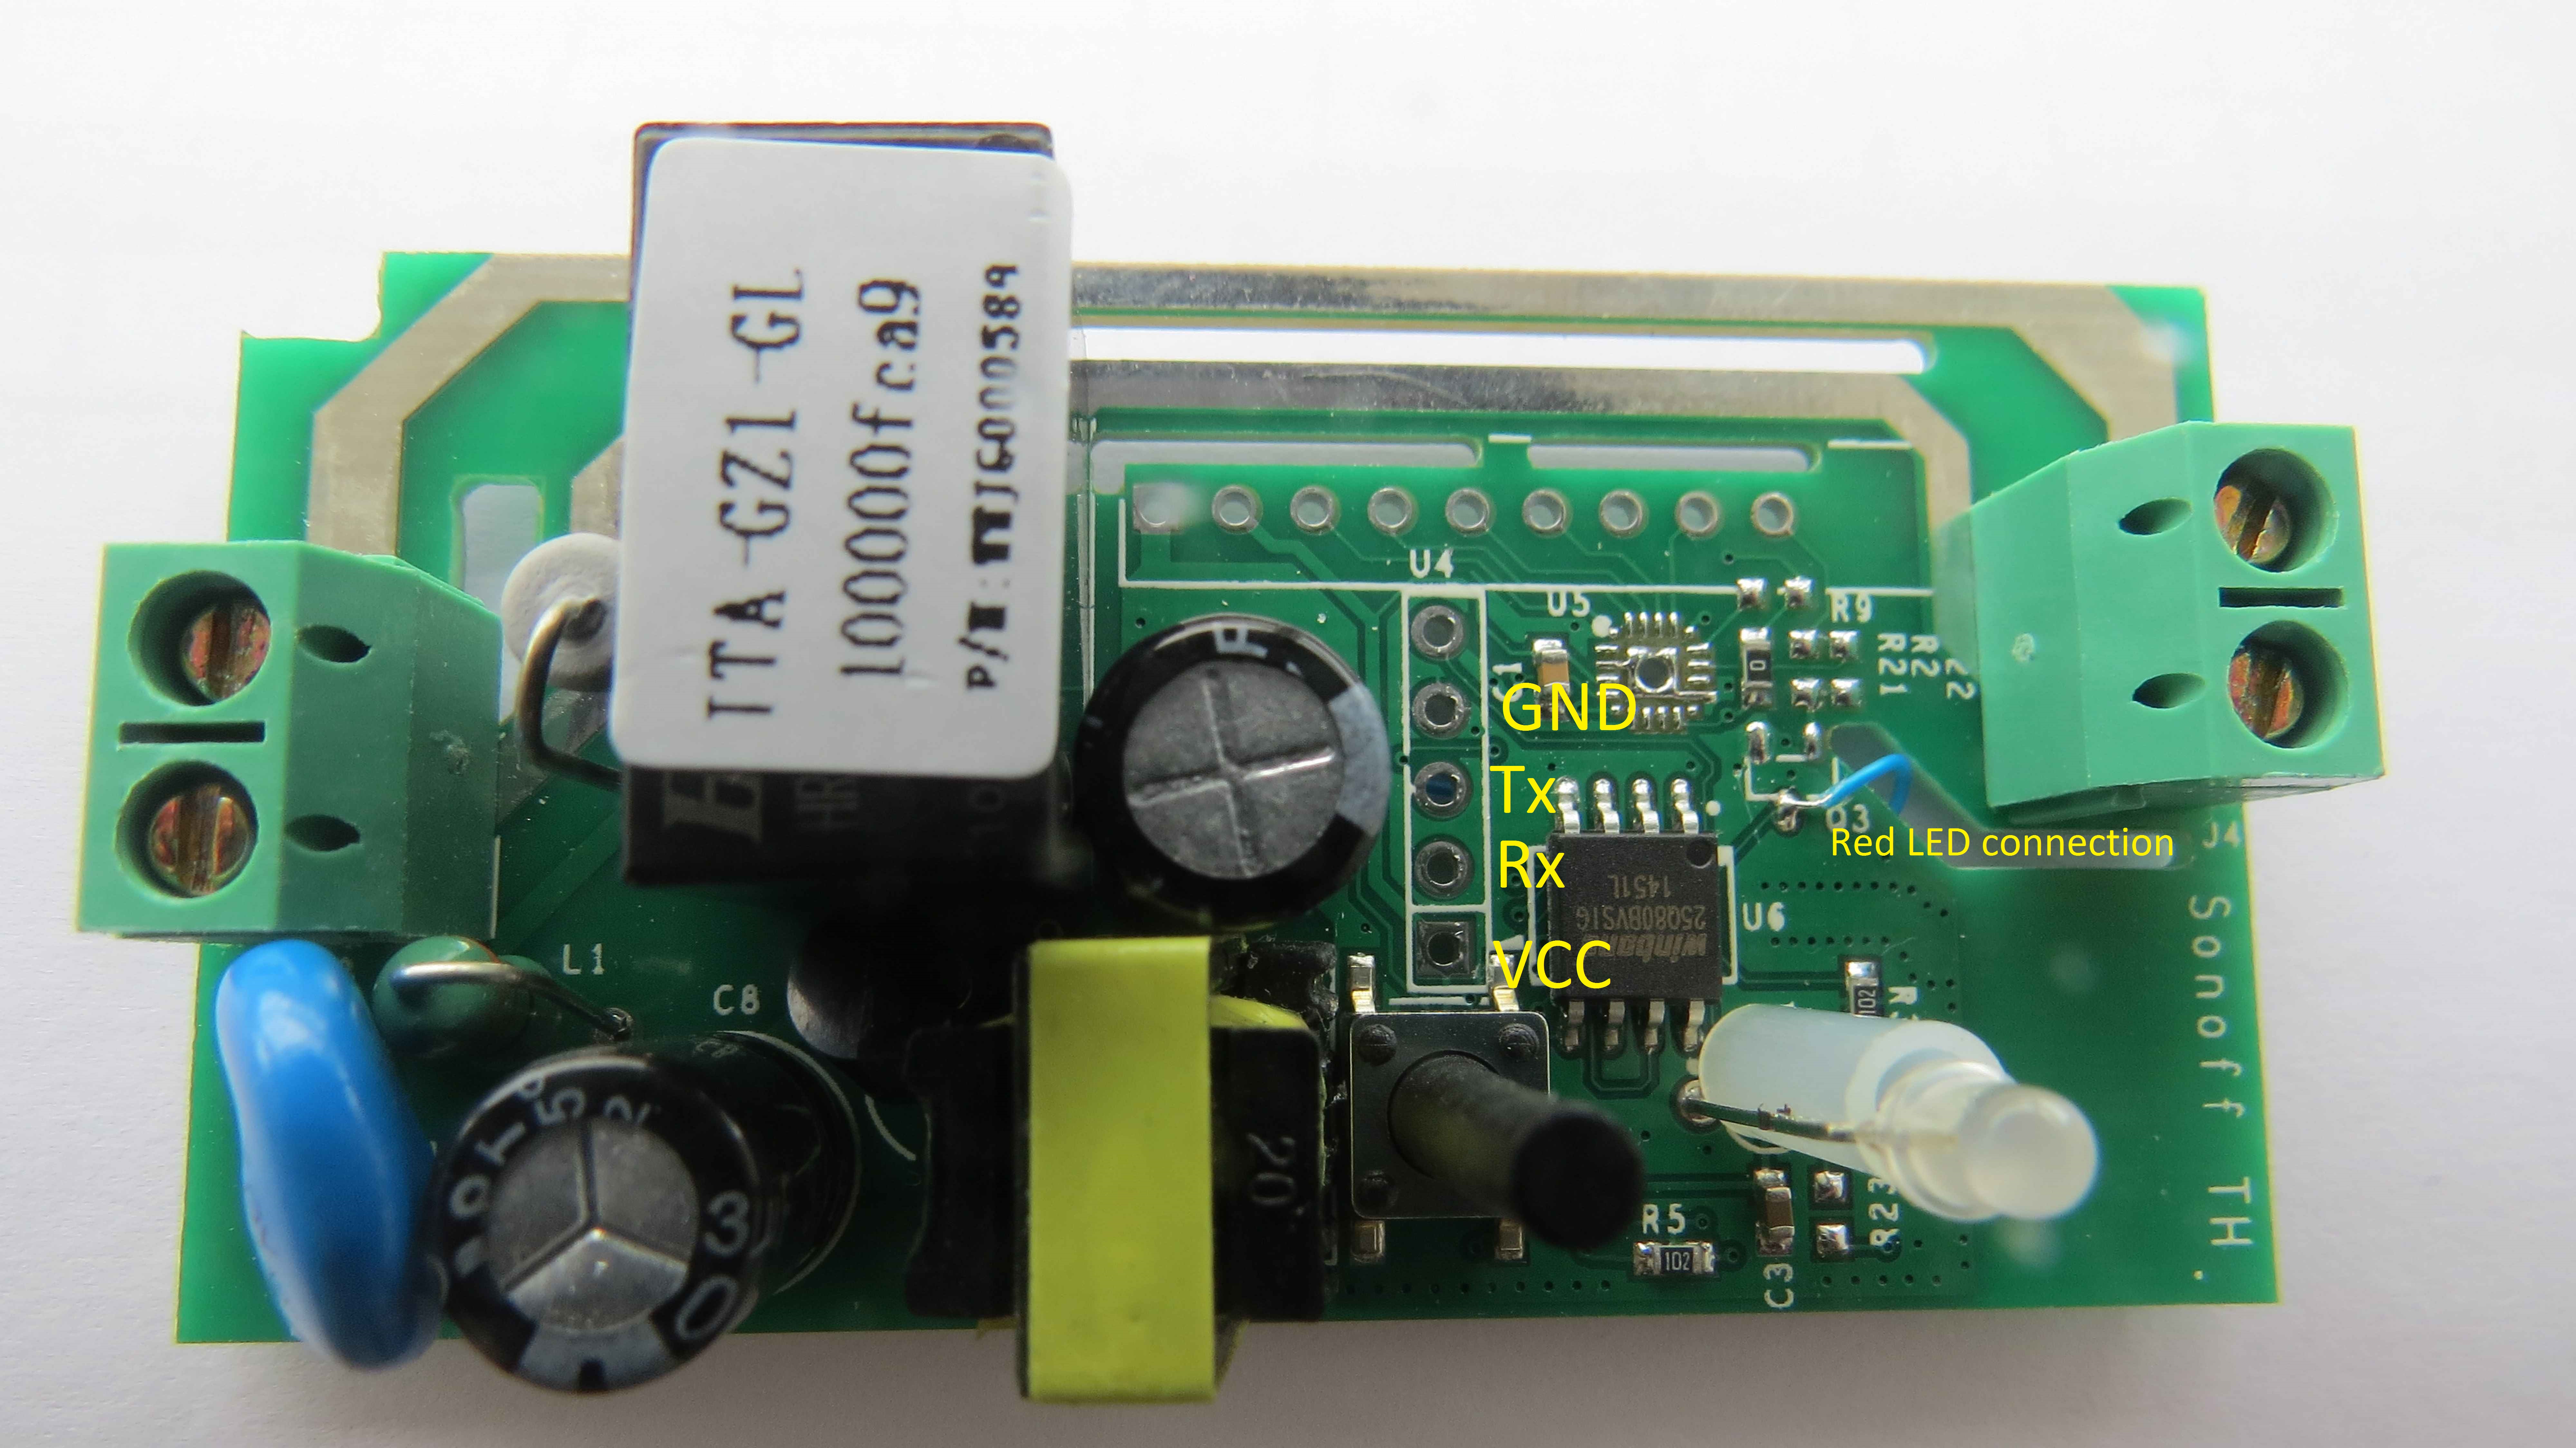 ITA-GZ1-GL
100000fca9
U4
U5
R9
R21
R2
C1
GND
Tx
Rx
VCC
Red LED connection
J4
winbond
25Q80BVSIG
1451L
U6
L1
C8
Sonoff TH.
20
102
R5
102
C3
R23